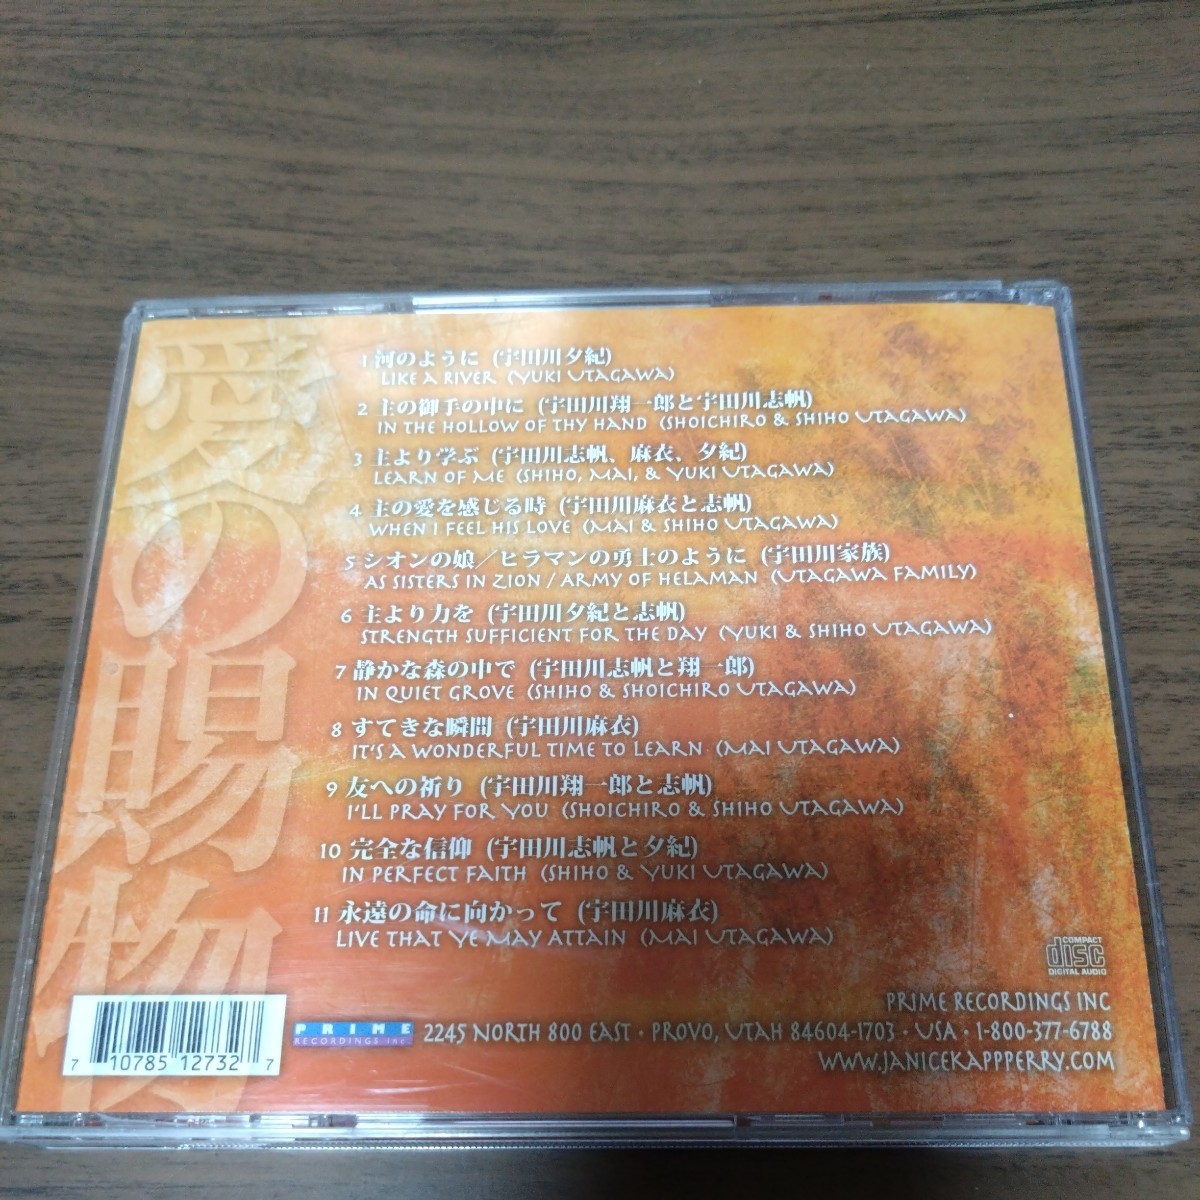 愛の賜物
1 河のように (宇田川夕紀)
LIKE A RIVER (YUKI UTAGAWA)
2 主の御手の中に (宇田川翔一郎と宇田川志帆)
IN THE HOLLOW OF THY HAND (SHOICHIRO & SHIHO UTAGAWA)
3 主より学ぶ (宇田川志帆、麻衣、夕紀)
LEARN OF ME (SHIHO, MAI, & YUKI UTAGAWA)
4 主の愛を感じる時 (宇田川麻衣と志帆)
WHEN I FEEL HIS LOVE (MAI & SHIHO UTAGAWA)
5 シオンの娘／ヒラマンの勇士のように (宇田川家族)
AS SISTERS IN ZION / ARMY OF HELAMAN (UTAGAWA FAMILY)
6 主より力を (宇田川夕紀と志帆)
STRENGTH SUFFICIENT FOR THE DAY (YUKI & SHIHO UTAGAWA)
7 静かな森の中で (宇田川志帆と翔一郎)
IN QUIET GROVE (SHIHO & SHOICHIRO UTAGAWA)
8 すてきな瞬間 (宇田川麻衣)
IT'S A WONDERFUL TIME TO LEARN (MAI UTAGAWA)
9 友への祈り (宇田川翔一郎と志帆)
I'LL PRAY FOR YOU (SHOICHIRO & SHIHO UTAGAWA)
10 完全な信仰 (宇田川志帆と夕紀)
IN PERFECT FAITH (SHIHO & YUKI UTAGAWA)
11 永遠の命に向かって (宇田川麻衣)
LIVE THAT YE MAY ATTAIN (MAI UTAGAWA)
COMPACT
disc
DIGITAL AUDIO
PRIME RECORDINGS INC
PRIME
RECORDINGS INC
2245 NORTH 800 EAST · PROVO, UTAH 84604-1703 · USA · 1-800-377-6788
WWW.JANICEKAPPPERRY.COM
7 10785 12732 7